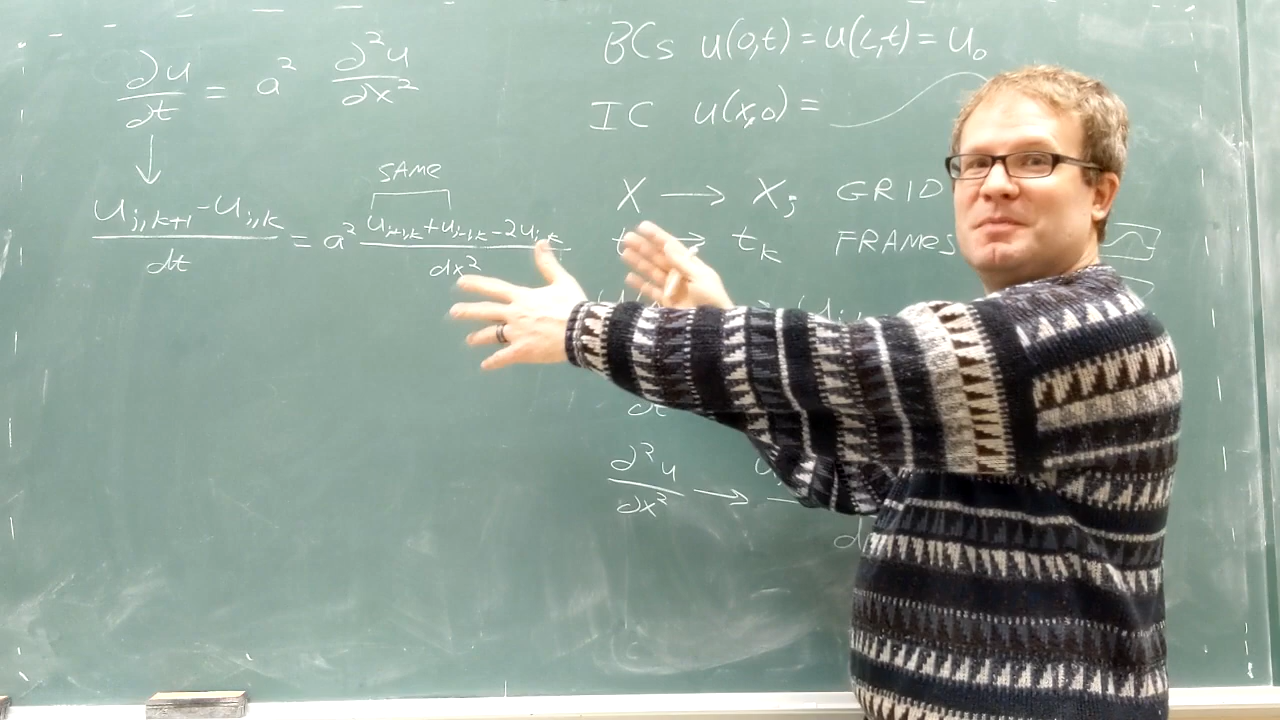 ∂u/∂t = a² ∂²u/∂x²
↓
SAME
(u_{j,k+1} - u_{j,k})/dt = a² (u_{j+1,k} + u_{j-1,k} - 2u_{j,k})/dx²
BCs u(0,t) = u(L,t) = u₀
IC u(x,0) =
X → X_j GRID
t → t_k FRAMES
∂t
∂²u/∂x² →